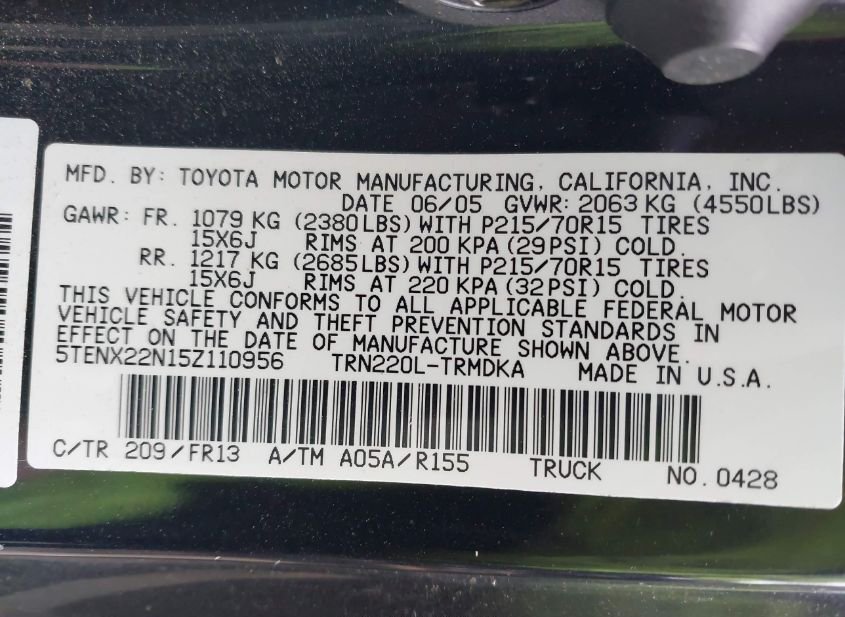 MFD. BY: TOYOTA MOTOR MANUFACTURING, CALIFORNIA, INC.
DATE 06/05 GVWR: 2063 KG (4550LBS)
GAWR: FR. 1079 KG (2380LBS) WITH P215/70R15 TIRES
15X6J RIMS AT 200 KPA (29PSI) COLD.
RR. 1217 KG (2685LBS) WITH P215/70R15 TIRES
15X6J RIMS AT 220 KPA (32PSI) COLD.
THIS VEHICLE CONFORMS TO ALL APPLICABLE FEDERAL MOTOR
VEHICLE SAFETY AND THEFT PREVENTION STANDARDS IN
EFFECT ON THE DATE OF MANUFACTURE SHOWN ABOVE.
5TENX22N15Z110956 TRN220L-TRMDKA MADE IN U.S.A.
C/TR 209/FR13 A/TM A05A/R155 TRUCK NO. 0428